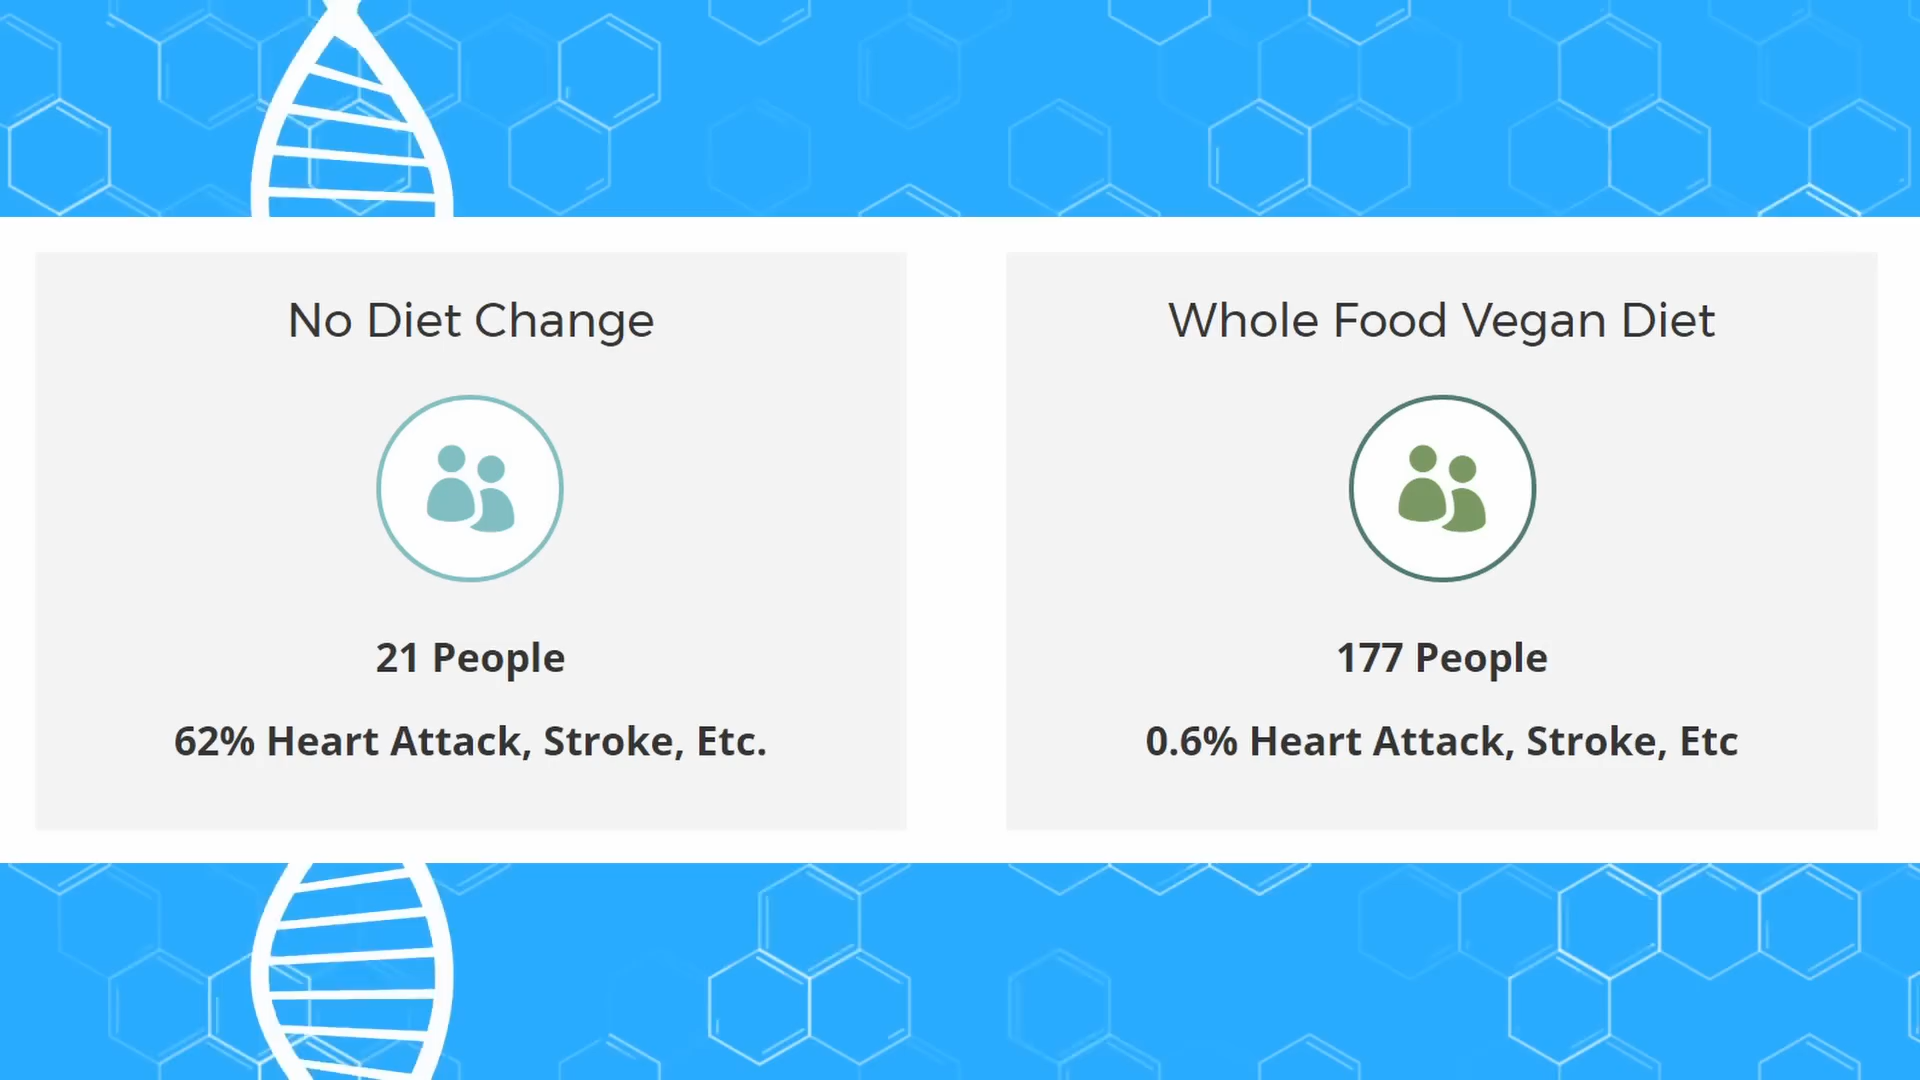 No Diet Change
21 People
62% Heart Attack, Stroke, Etc.
Whole Food Vegan Diet
177 People
0.6% Heart Attack, Stroke, Etc